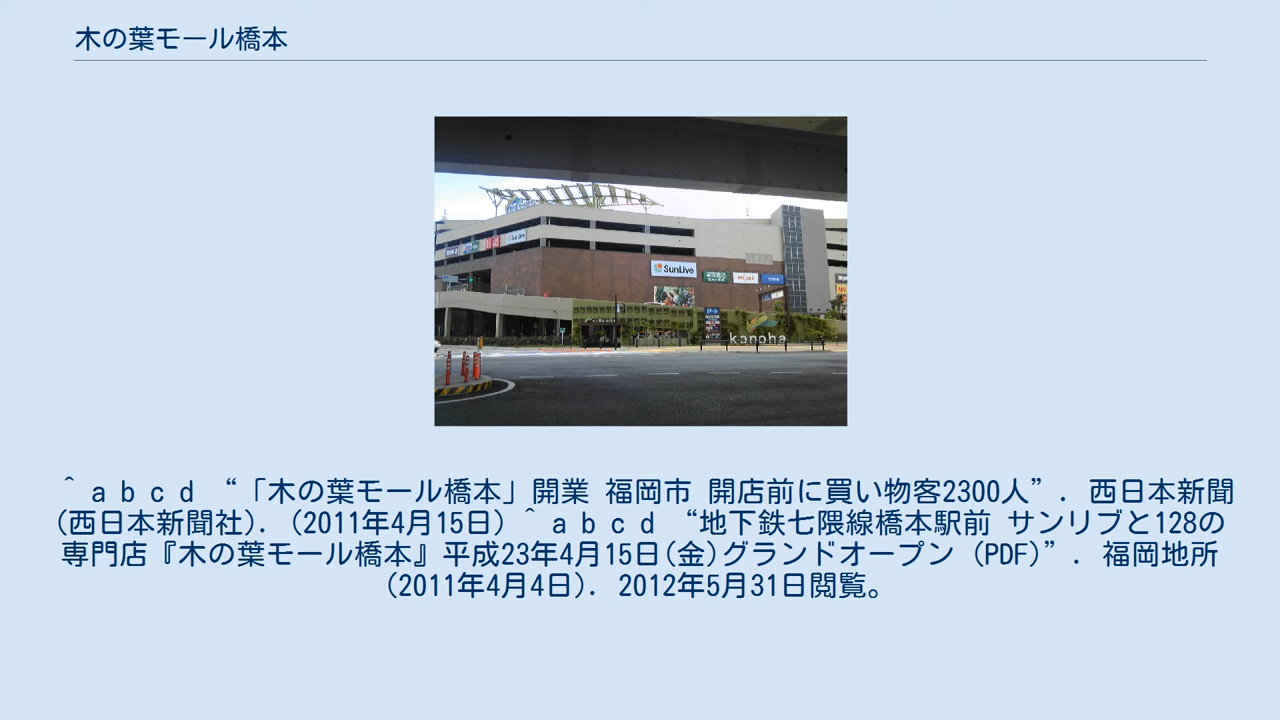 木の葉モール橋本
SunLive
SunLive
konoha
^ a b c d “「木の葉モール橋本」開業 福岡市 開店前に買い物客2300人”. 西日本新聞
(西日本新聞社). (2011年4月15日) ^ a b c d “地下鉄七隈線橋本駅前 サンリブと128の
専門店『木の葉モール橋本』平成23年4月15日(金)グランドオープン (PDF)”. 福岡地所
(2011年4月4日). 2012年5月31日閲覧。